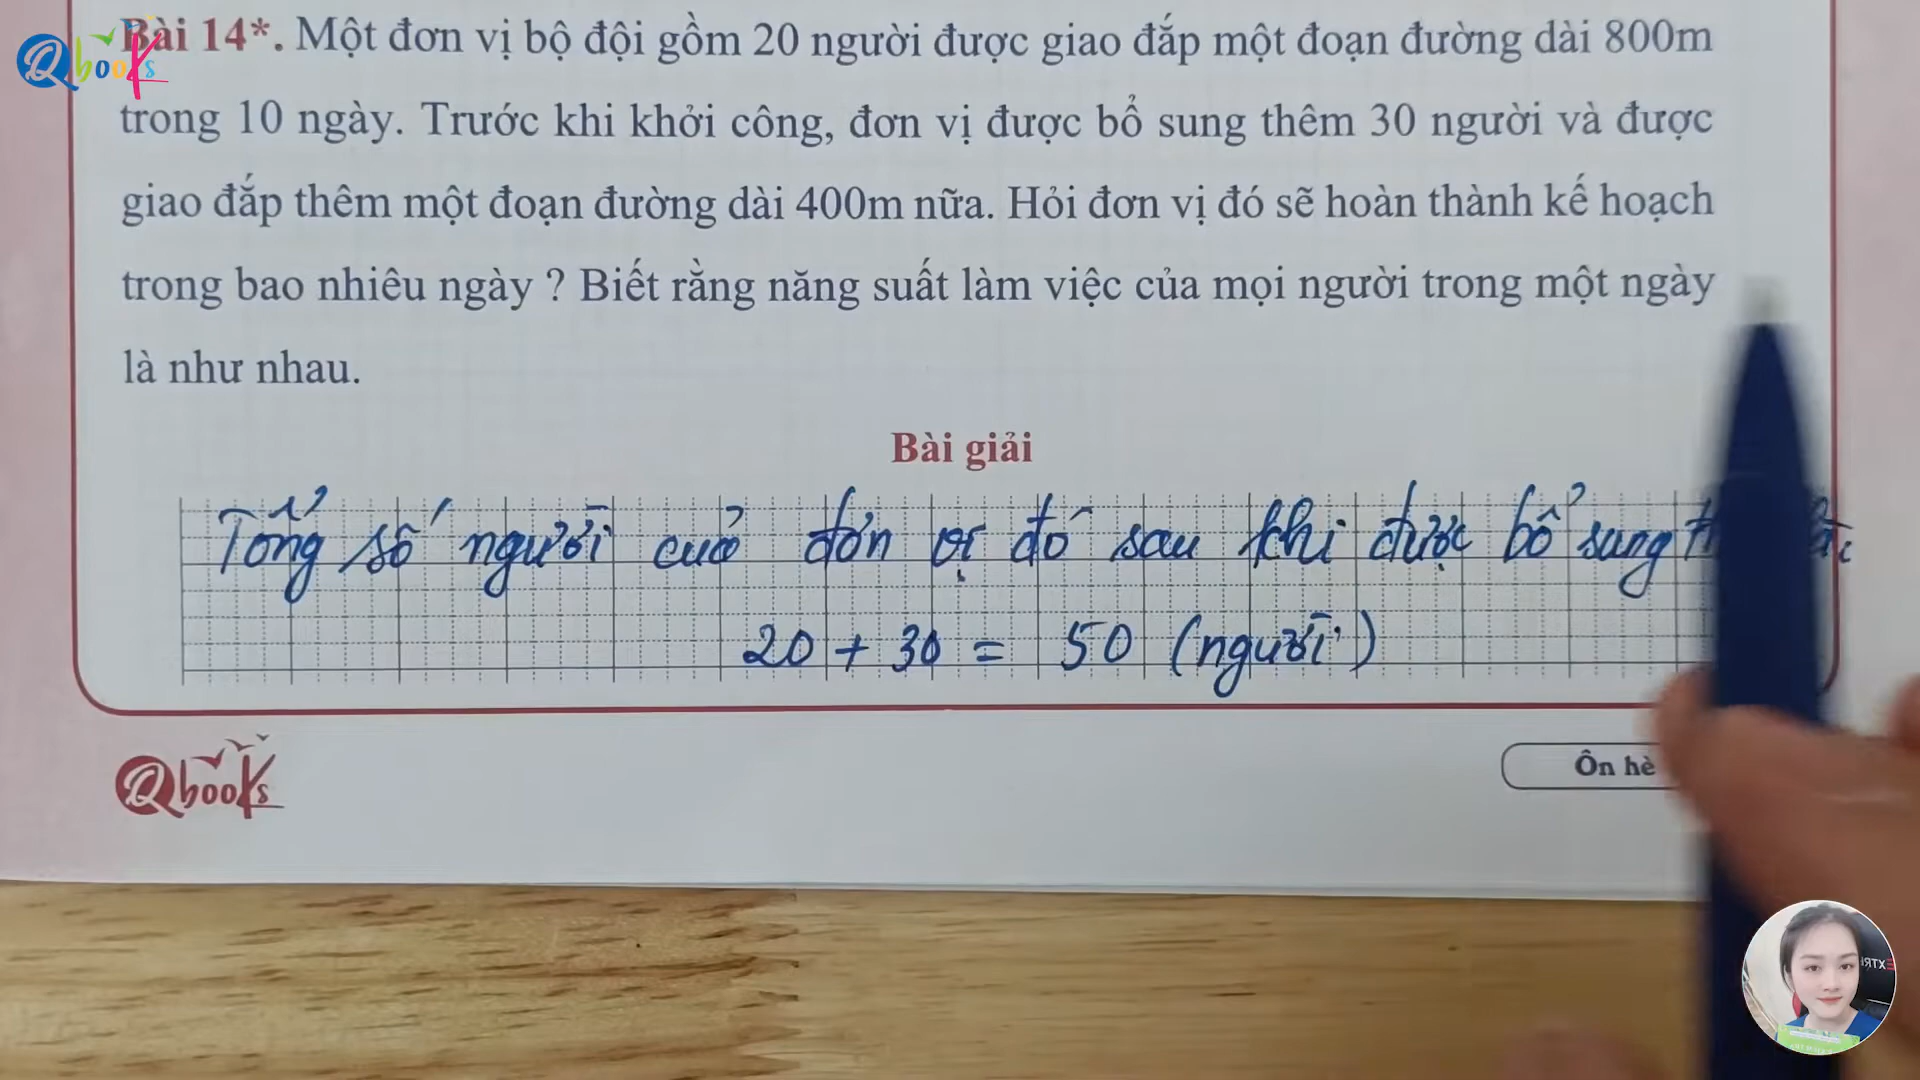 Qbooks
Bài 14*. Một đơn vị bộ đội gồm 20 người được giao đắp một đoạn đường dài 800m
trong 10 ngày. Trước khi khởi công, đơn vị được bổ sung thêm 30 người và được
giao đắp thêm một đoạn đường dài 400m nữa. Hỏi đơn vị đó sẽ hoàn thành kế hoạch
trong bao nhiêu ngày ? Biết rằng năng suất làm việc của mọi người trong một ngày
là như nhau.
Bài giải
Tổng số người của đơn vị đó sau khi được bổ sung
20 + 30 = 50 (người)
Qbooks
Ôn hè